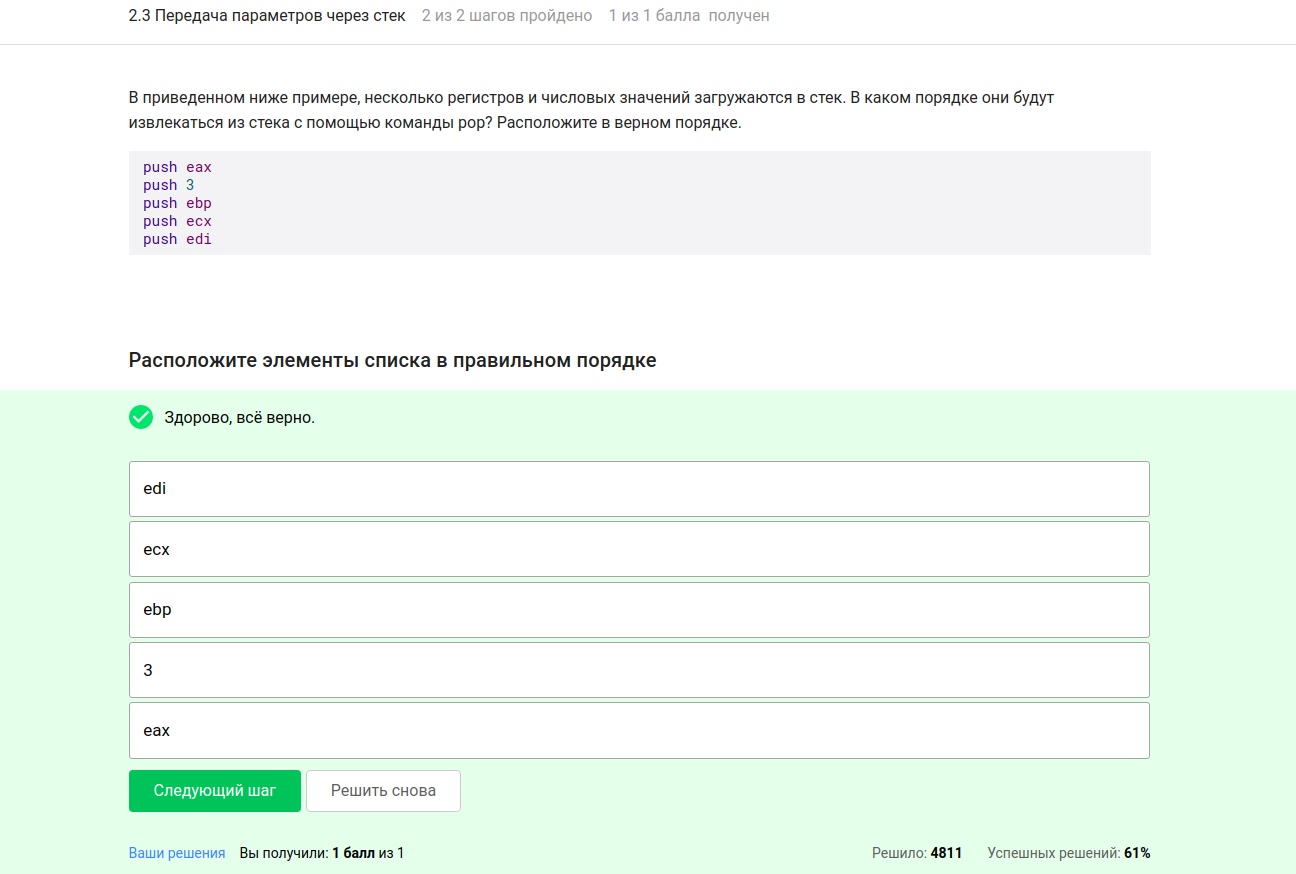 2.3 Передача параметров через стек 2 из 2 шагов пройдено 1 из 1 балла получен
В приведенном ниже примере, несколько регистров и числовых значений загружаются в стек. В каком порядке они будут
извлекаться из стека с помощью команды pop? Расположите в верном порядке.
push eax
push 3
push ebp
push ecx
push edi
Расположите элементы списка в правильном порядке
Здорово, всё верно.
edi
ecx
ebp
3
eax
Следующий шаг Решить снова
Ваши решения Вы получили: 1 балл из 1 Решило: 4811 Успешных решений: 61%